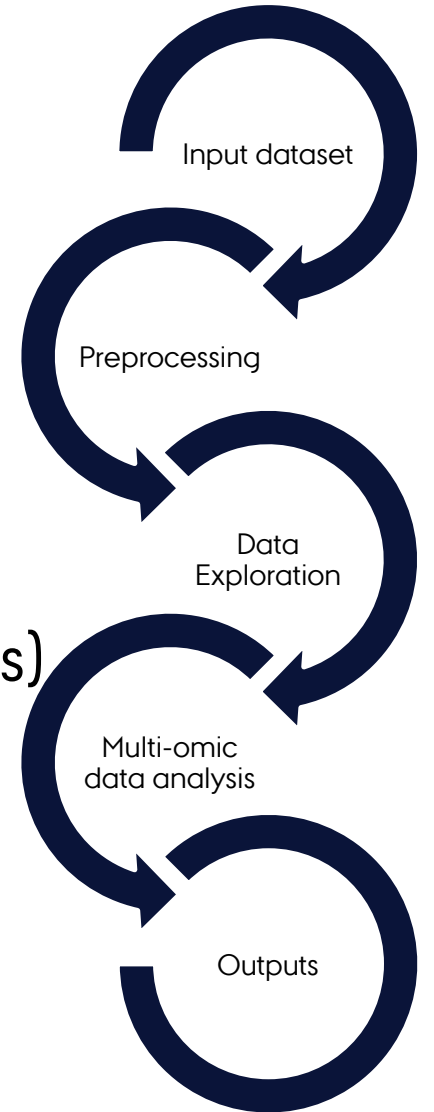 Input dataset
Preprocessing
Data
Exploration
s)
Multi-omic
data analysis
Outputs